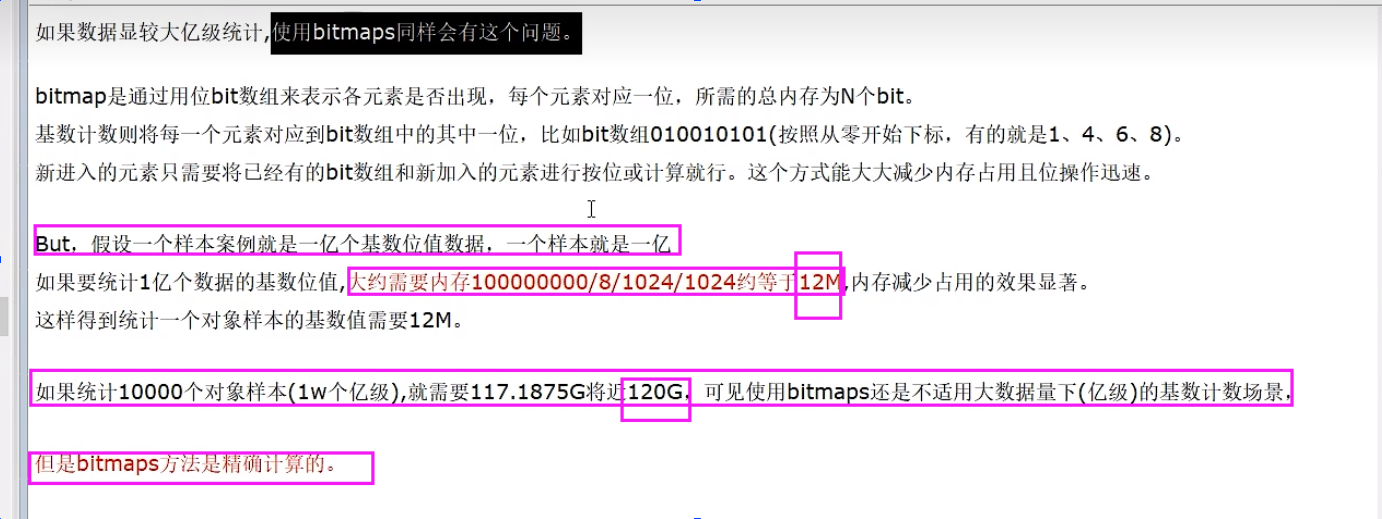 如果数据显较大亿级统计,使用bitmaps同样会有这个问题。
bitmap是通过用位bit数组来表示各元素是否出现，每个元素对应一位，所需的总内存为N个bit。
基数计数则将每一个元素对应到bit数组中的其中一位，比如bit数组010010101(按照从零开始下标，有的就是1、4、6、8)。
新进入的元素只需要将已经有的bit数组和新加入的元素进行按位或计算就行。这个方式能大大减少内存占用且位操作迅速。
But，假设一个样本案例就是一亿个基数位值数据，一个样本就是一亿
如果要统计1亿个数据的基数位值,大约需要内存100000000/8/1024/1024约等于12M,内存减少占用的效果显著。
这样得到统计一个对象样本的基数值需要12M。
如果统计10000个对象样本(1w个亿级),就需要117.1875G将近120G，可见使用bitmaps还是不适用大数据量下(亿级)的基数计数场景，
但是bitmaps方法是精确计算的。